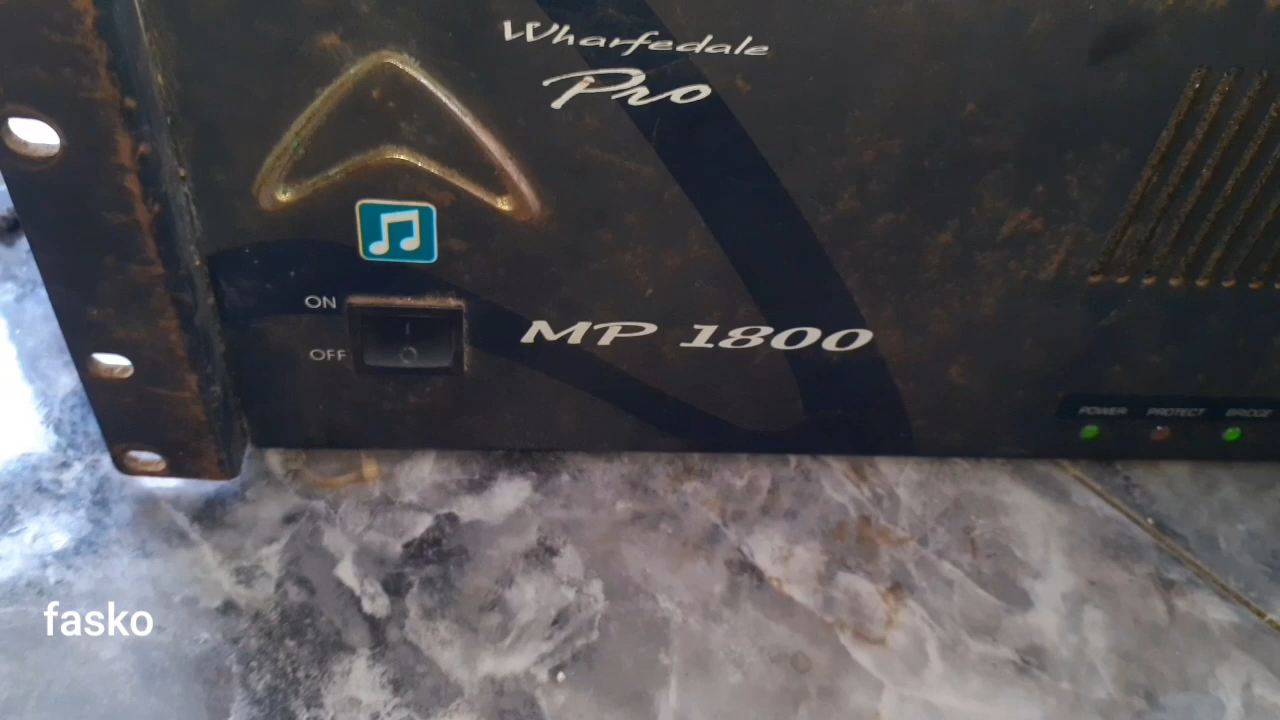 Wharfedale
Pro
ON
OFF
MP 1800
POWER PROTECT BRIDGE
fasko